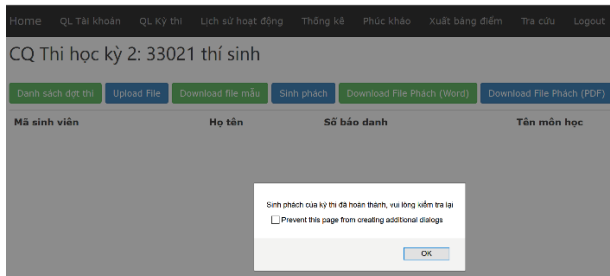 Home QL Tài khoản QL Kỳ thi Lịch sử hoạt động Thống kê Phúc khảo Xuất bảng điểm Tra cứu Logout
CQ Thi học kỳ 2: 33021 thí sinh
Danh sách dợt thi Upload File Download file mẫu Sinh phách Download File Phách (Word) Download File Phách (PDF)
Mã sinh viên Họ tên Số báo danh Tên môn học
Sinh phách của kỳ thi đã hoàn thành, vui lòng kiểm tra lại
Prevent this page from creating additional dialogs
OK